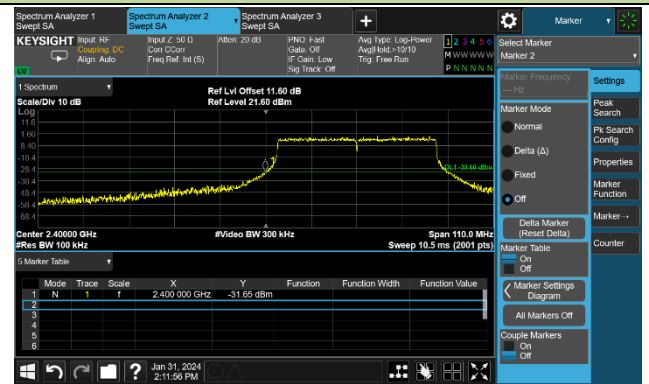 Spectrum Analyzer 1
Swept SA
Spectrum Analyzer 2
Swept SA
Spectrum Analyzer 3
Swept SA
Marker
KEYSIGHT
Input: RF
Coupling: DC
Align: Auto
Input Z: 50 Ω
Corr CCorr
Freq Ref: Int (S)
Atten: 20 dB
PNO: Fast
Gate: Off
IF Gain: Low
Sig Track: Off
Avg Type: Log-Power
Avg|Hold:>10/10
Trig: Free Run
1 2 3 4 5 6
M W W W W W
P N N N N N
LW
1 Spectrum
Scale/Div 10 dB
Ref Lvl Offset 11.60 dB
Ref Level 21.60 dBm
Log
11.6
1.60
-8.40
-18.4
-28.4
-38.4
-48.4
-58.4
-68.4
DL1 -30.60 dBm
Center 2.40000 GHz
#Video BW 300 kHz
Span 110.0 MHz
#Res BW 100 kHz
Sweep 10.5 ms (2001 pts)
5 Marker Table
Mode Trace Scale X Y Function Function Width Function Value
1 N 1 f 2.400 000 GHz -31.65 dBm
2
3
4
5
6
Jan 31, 2024
2:11:56 PM
Select Marker
Marker 2
Marker Frequency
--- Hz
Marker Mode
Normal
Delta (Δ)
Fixed
Off
Delta Marker
(Reset Delta)
Marker Table
On
Off
Marker Settings
Diagram
All Markers Off
Couple Markers
On
Off
Settings
Peak
Search
Pk Search
Config
Properties
Marker
Function
Marker→
Counter